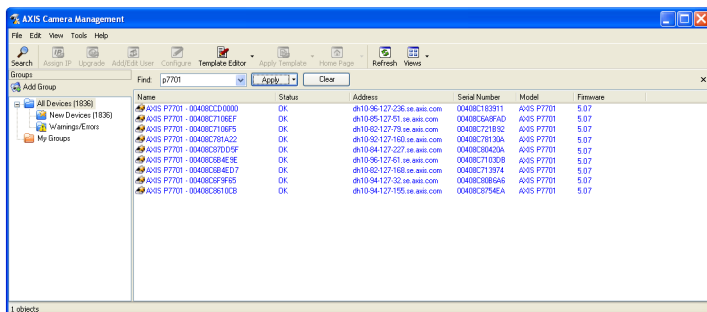 AXIS Camera Management
File Edit View Tools Help
Search Assign IP Upgrade Add/Edit User Configure Template Editor Apply Template Home Page Refresh Views
Groups
Add Group
All Devices (1836)
New Devices (1836)
Warnings/Errors
My Groups
Find: p7701 Apply Clear
Name Status Address Serial Number Model Firmware
AXIS P7701 - 00408CCD0000 OK dh10-96-127-236.se.axis.com 00408C183911 AXIS P7701 5.07
AXIS P7701 - 00408C7106EF OK dh10-85-127-51.se.axis.com 00408C6A8FAD AXIS P7701 5.07
AXIS P7701 - 00408C7106F5 OK dh10-82-127-79.se.axis.com 00408C721B92 AXIS P7701 5.07
AXIS P7701 - 00408C781A22 OK dh10-92-127-160.se.axis.com 00408C78130A AXIS P7701 5.07
AXIS P7701 - 00408C87DD5F OK dh10-84-127-227.se.axis.com 00408C80420A AXIS P7701 5.07
AXIS P7701 - 00408C6B4E9E OK dh10-96-127-61.se.axis.com 00408C7103DB AXIS P7701 5.07
AXIS P7701 - 00408C6B4ED7 OK dh10-82-127-168.se.axis.com 00408C713974 AXIS P7701 5.07
AXIS P7701 - 00408C6F9F65 OK dh10-94-127-32.se.axis.com 00408C80B6A6 AXIS P7701 5.07
AXIS P7701 - 00408C8610CB OK dh10-94-127-155.se.axis.com 00408C8754EA AXIS P7701 5.07
1 objects